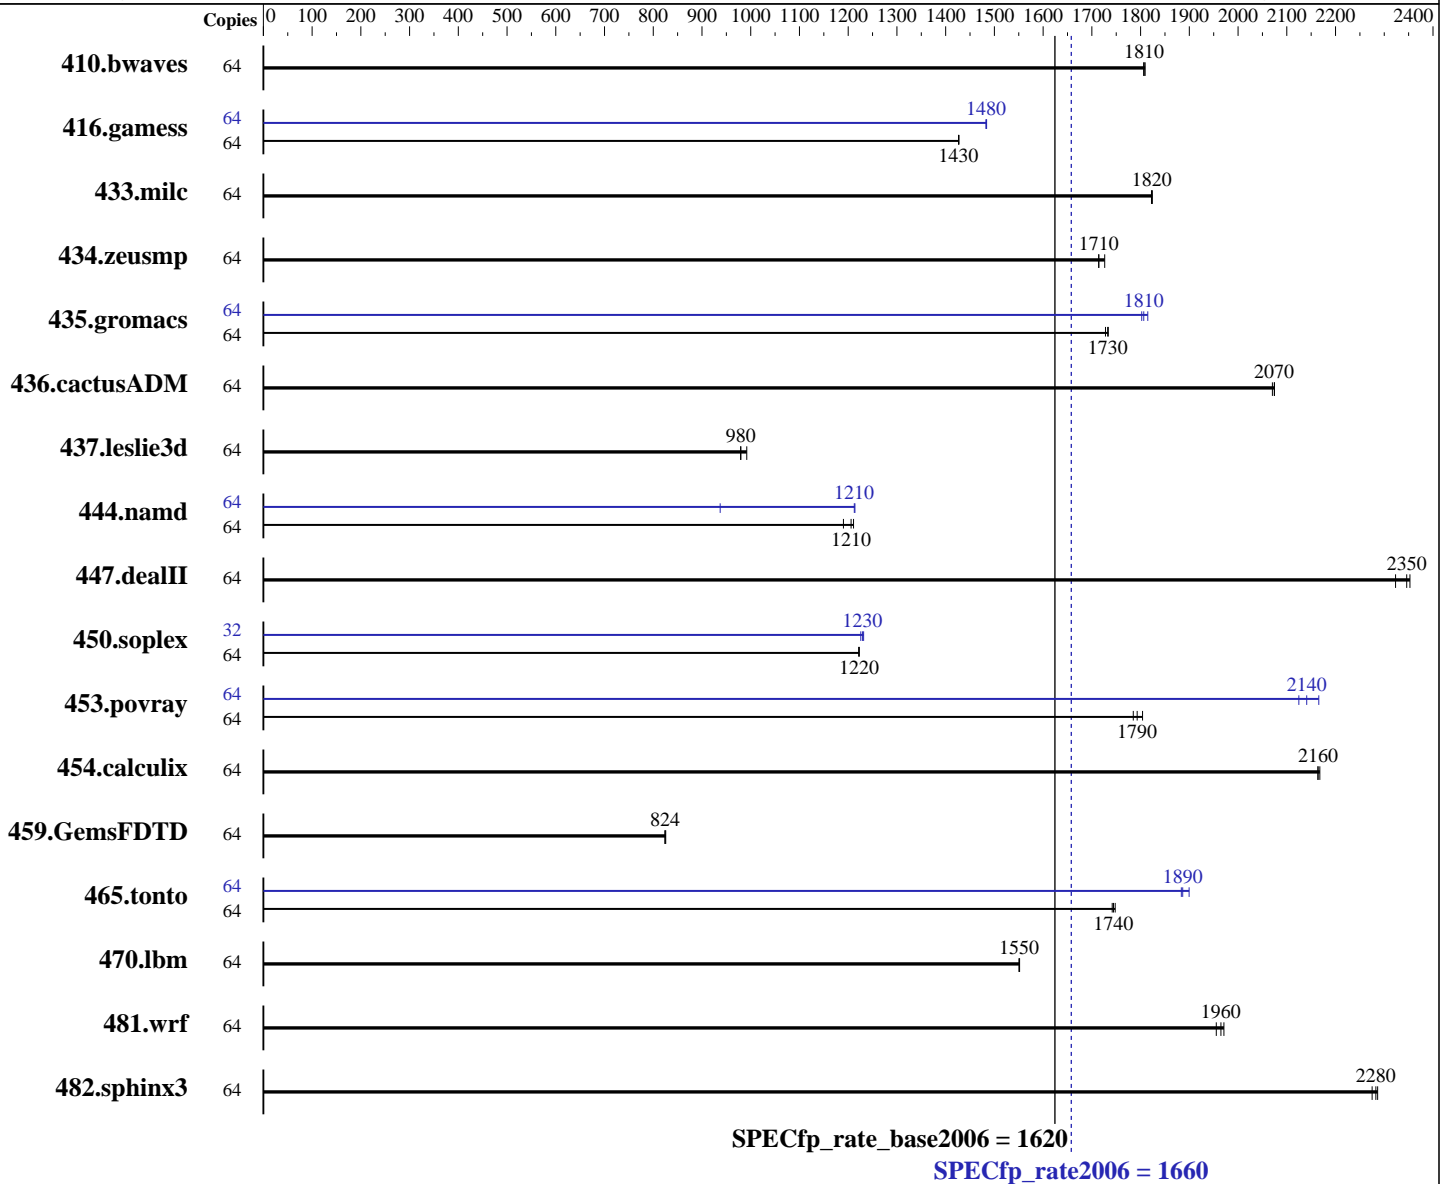 Copies 0 100 200 300 400 500 600 700 800 900 1000 1100 1200 1300 1400 1500 1600 1700 1800 1900 2000 2100 2200 2400
410.bwaves 64 1810
416.gamess 64 1480
64 1430
433.milc 64 1820
434.zeusmp 64 1710
435.gromacs 64 1810
64 1730
436.cactusADM 64 2070
437.leslie3d 64 980
444.namd 64 1210
64 1210
447.dealII 64 2350
450.soplex 32 1230
64 1220
453.povray 64 2140
64 1790
454.calculix 64 2160
459.GemsFDTD 64 824
465.tonto 64 1890
64 1740
470.lbm 64 1550
481.wrf 64 1960
482.sphinx3 64 2280
SPECfp_rate_base2006 = 1620
SPECfp_rate2006 = 1660